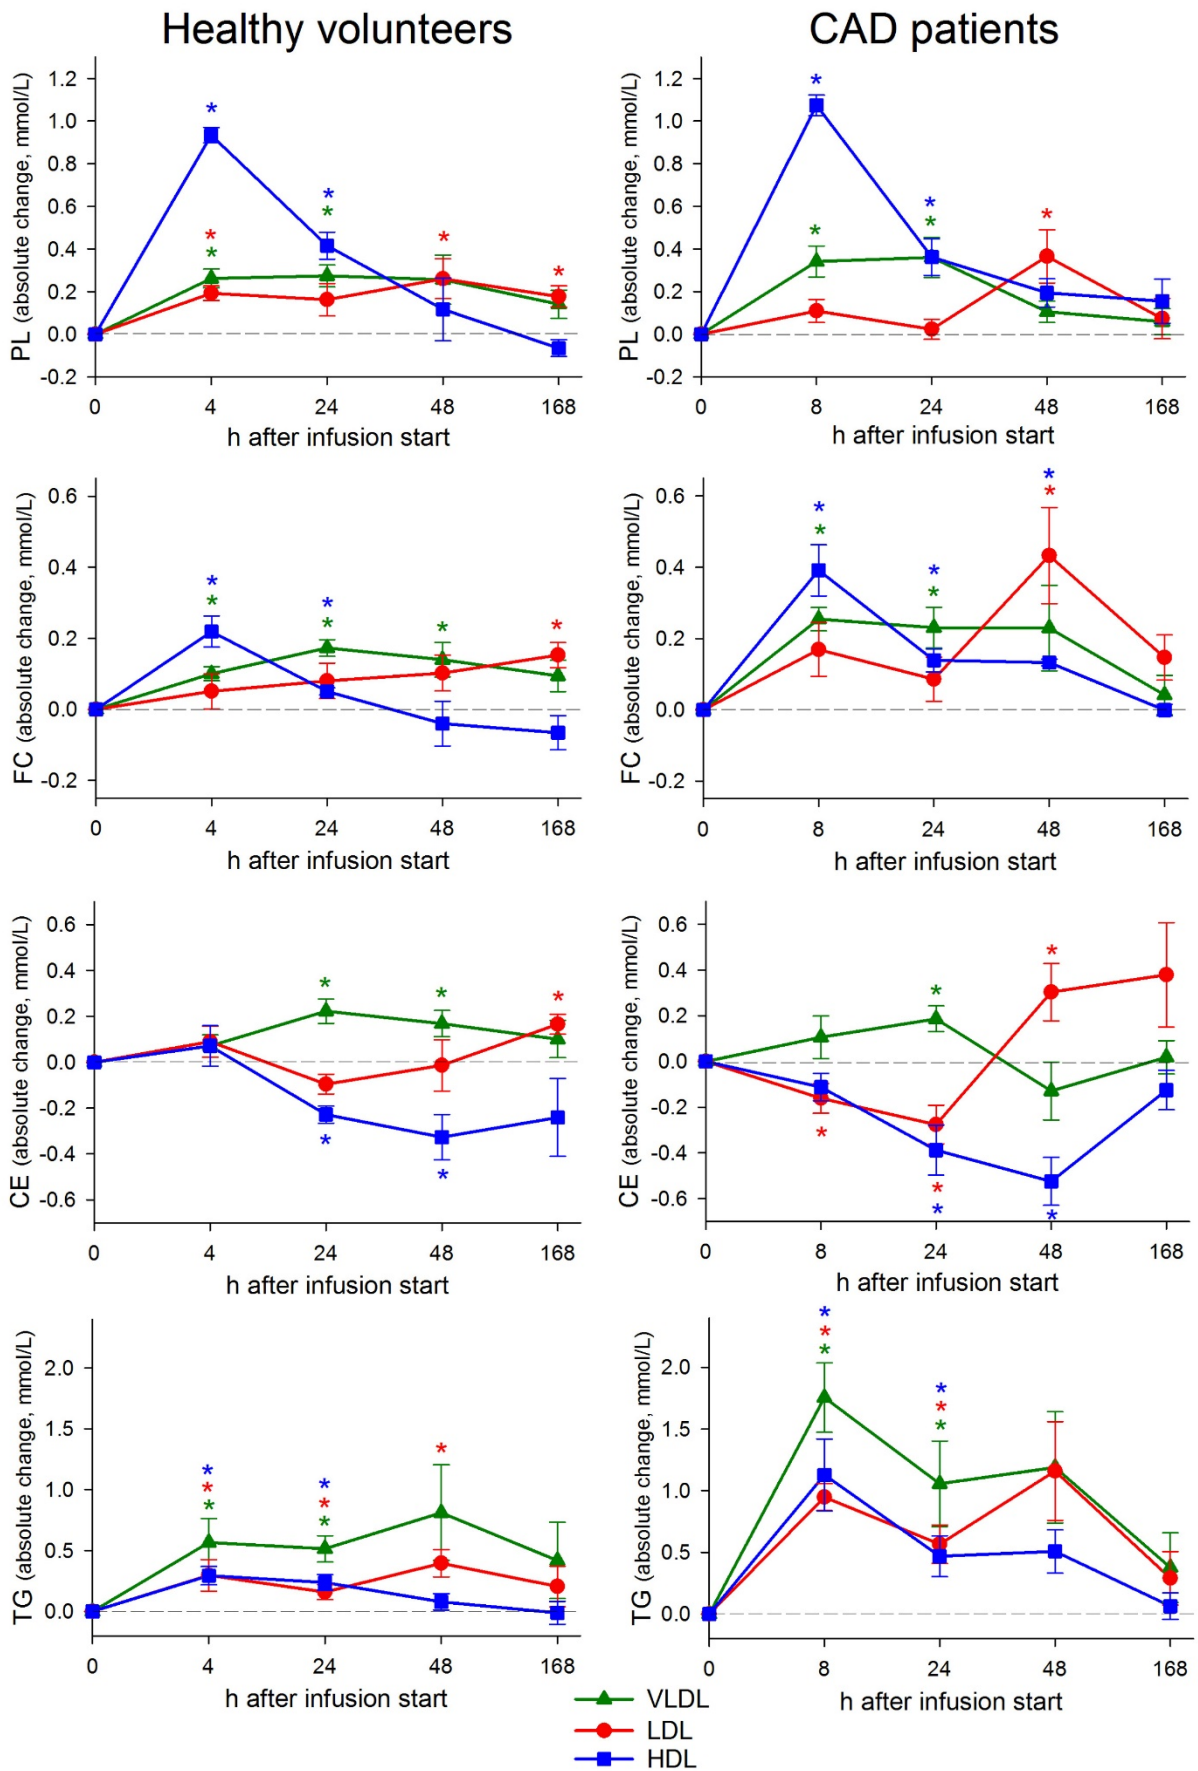 Healthy volunteers
CAD patients
PL (absolute change, mmol/L)
1.2
1.0
0.8
0.6
0.4
0.2
0.0
-0.2
* * * * * * *
0 4 24 48 168
h after infusion start
PL (absolute change, mmol/L)
1.2
1.0
0.8
0.6
0.4
0.2
0.0
-0.2
* * * * *
0 8 24 48 168
h after infusion start
FC (absolute change, mmol/L)
0.6
0.4
0.2
0.0
-0.2
* * * * * *
0 4 24 48 168
h after infusion start
FC (absolute change, mmol/L)
0.6
0.4
0.2
0.0
-0.2
* * * * * *
0 8 24 48 168
h after infusion start
CE (absolute change, mmol/L)
0.6
0.4
0.2
0.0
-0.2
-0.4
-0.6
* * * * *
0 4 24 48 168
h after infusion start
CE (absolute change, mmol/L)
0.6
0.4
0.2
0.0
-0.2
-0.4
-0.6
* * * * * *
0 8 24 48 168
h after infusion start
TG (absolute change, mmol/L)
2.0
1.5
1.0
0.5
0.0
* * * * * * *
0 4 24 48 168
h after infusion start
TG (absolute change, mmol/L)
2.0
1.5
1.0
0.5
0.0
* * * * * *
0 8 24 48 168
h after infusion start
VLDL
LDL
HDL